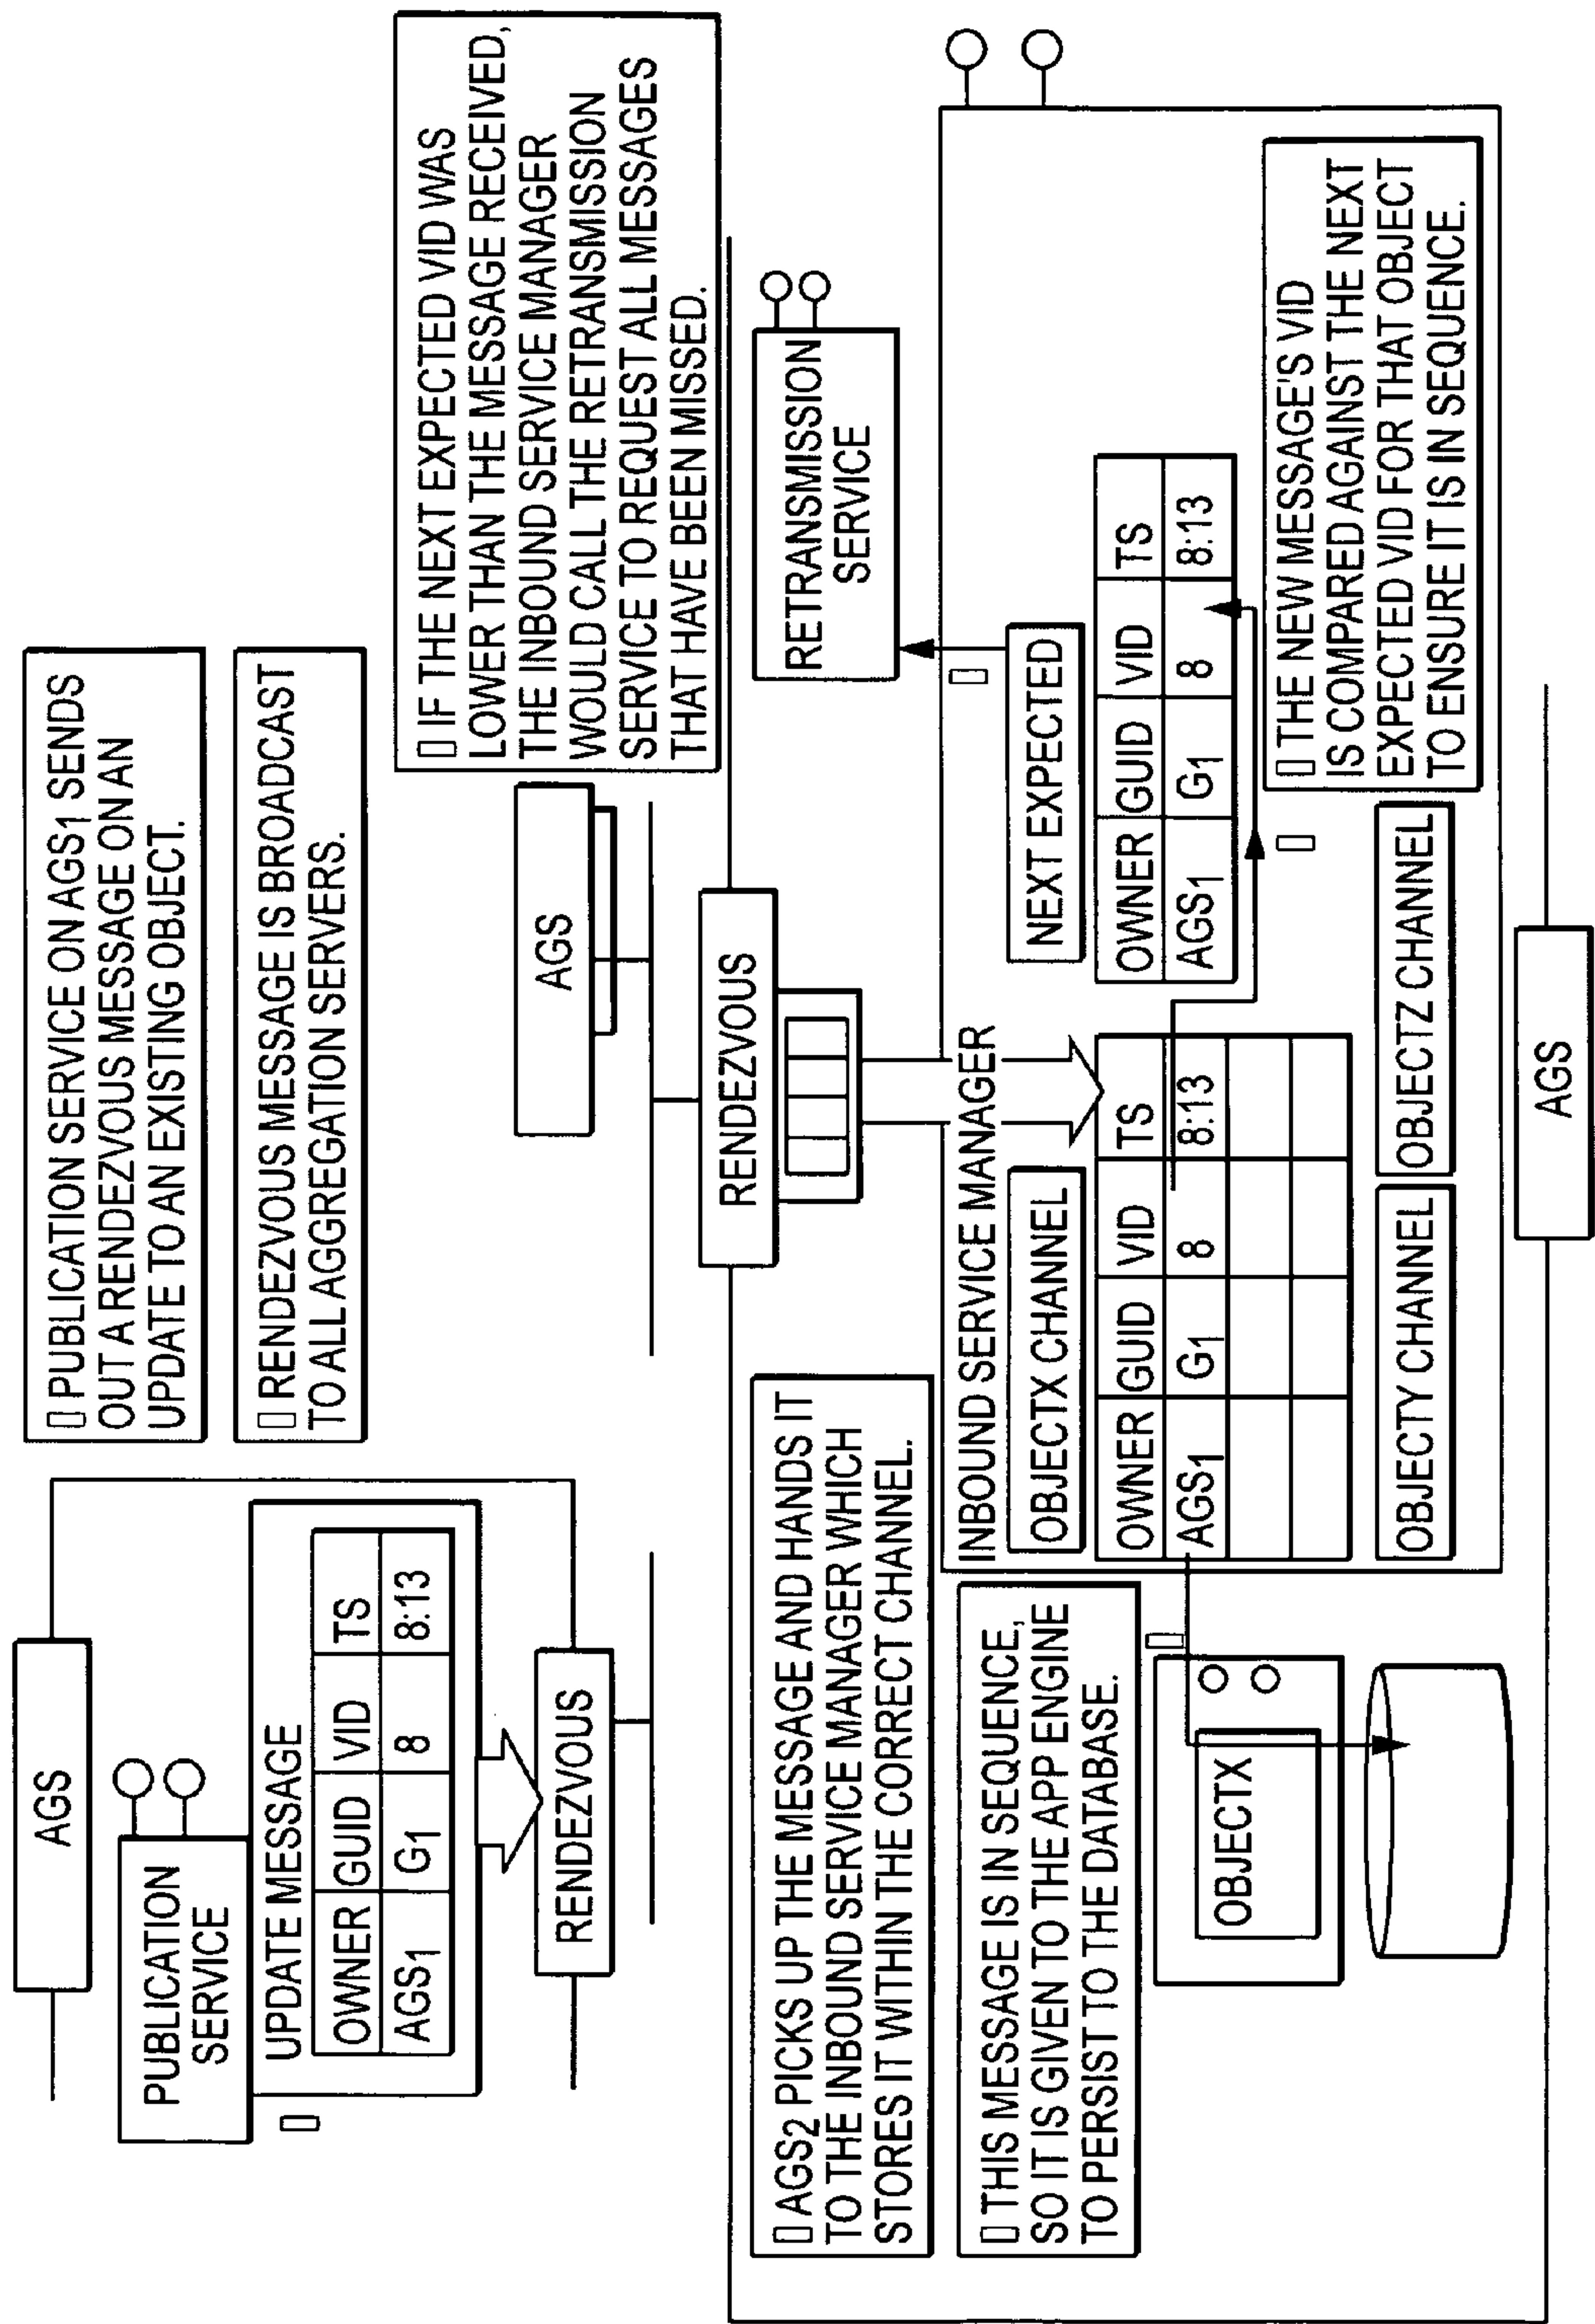 AGS
PUBLICATION
SERVICE
UPDATE MESSAGE
OWNER GUID VID TS
AGS1 G1 8 8:13
RENDEZVOUS
PUBLICATION SERVICE ON AGS1 SENDS
OUT A RENDEZVOUS MESSAGE ON AN
UPDATE TO AN EXISTING OBJECT.
RENDEZVOUS MESSAGE IS BROADCAST
TO ALL AGGREGATION SERVERS.
AGS
IF THE NEXT EXPECTED VID WAS
LOWER THAN THE MESSAGE RECEIVED,
THE INBOUND SERVICE MANAGER
WOULD CALL THE RETRANSMISSION
SERVICE TO REQUEST ALL MESSAGES
THAT HAVE BEEN MISSED.
RENDEZVOUS
AGS2 PICKS UP THE MESSAGE AND HANDS IT
TO THE INBOUND SERVICE MANAGER WHICH
STORES IT WITHIN THE CORRECT CHANNEL.
THIS MESSAGE IS IN SEQUENCE,
SO IT IS GIVEN TO THE APP ENGINE
TO PERSIST TO THE DATABASE.
OBJECTX
INBOUND SERVICE MANAGER
OBJECTX CHANNEL
OWNER GUID VID TS
AGS1 G1 8 8:13
OBJECTY CHANNEL
OBJECTZ CHANNEL
RETRANSMISSION
SERVICE
NEXT EXPECTED
OWNER GUID VID TS
AGS1 G1 8 8:13
THE NEW MESSAGE'S VID
IS COMPARED AGAINST THE NEXT
EXPECTED VID FOR THAT OBJECT
TO ENSURE IT IS IN SEQUENCE.
AGS